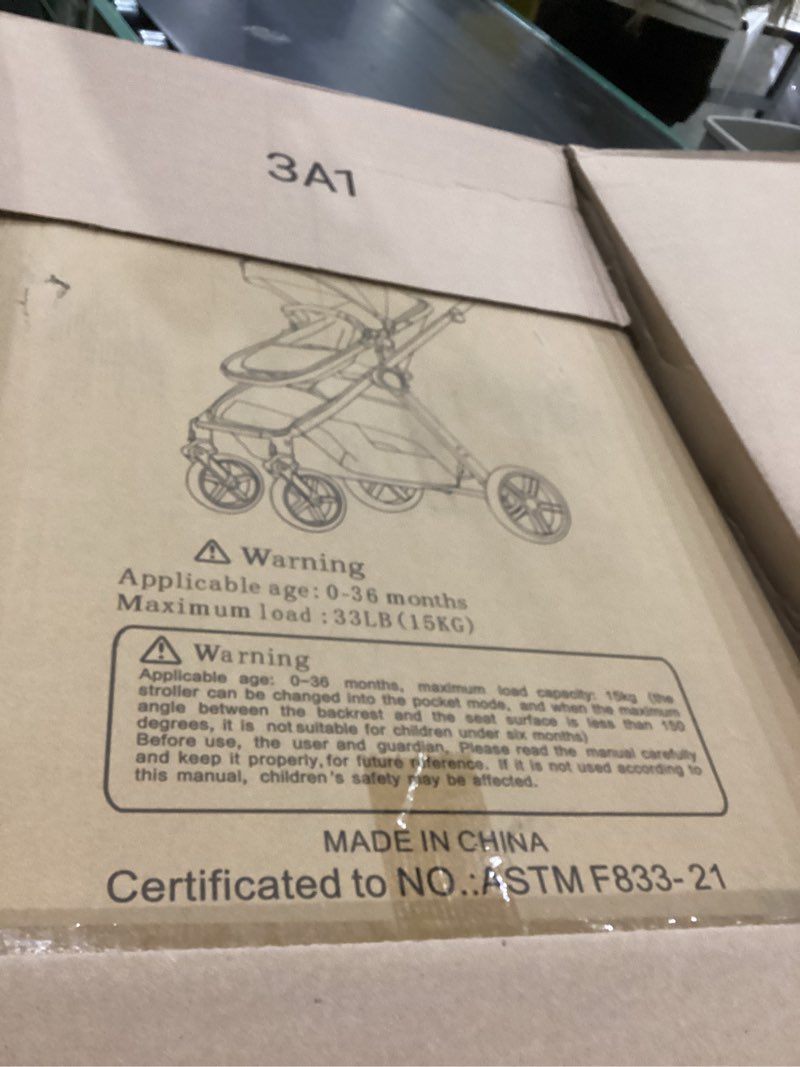 3A1
Warning
Applicable age: 0-36 months
Maximum load : 33LB (15KG)
Warning
Applicable age: 0-36 months, maximum load capacity: 15kg (the
stroller can be changed into the pocket mode, and when the maximum
angle between the backrest and the seat surface is less than 150
degrees, it is not suitable for children under six months)
Before use, the user and guardian, Please read the manual carefully
and keep it properly, for future reference. If it is not used according to
this manual, children's safety may be affected.
MADE IN CHINA
Certificated to NO.:ASTM F833-21